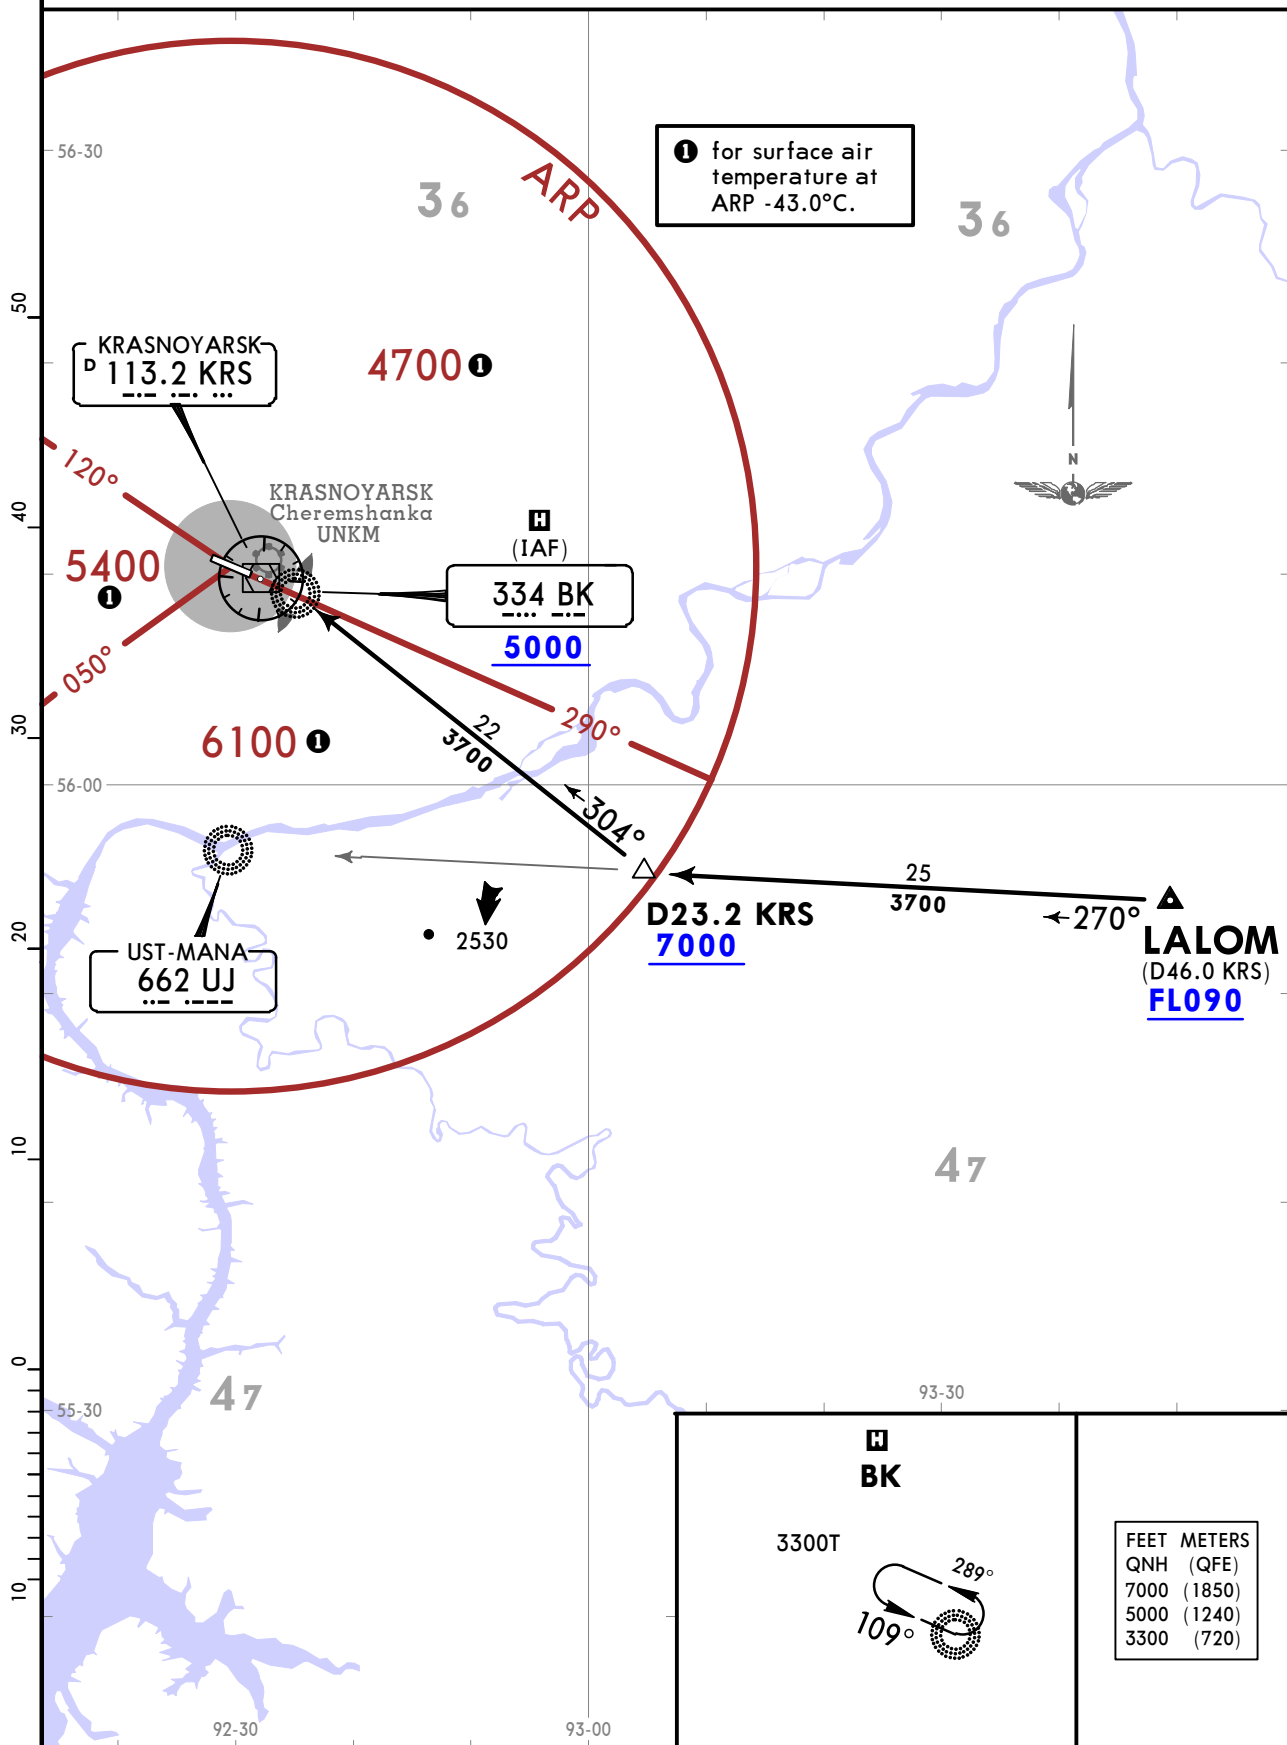 56-30
❶ for surface air
temperature at
ARP -43.0°C.
ARP
36
36
50
KRASNOYARSK
D 113.2 KRS
4700 ❶
120°
N
KRASNOYARSK
Cheremshanka
UNKM
40
H
(IAF)
334 BK
5000
5400
❶
050°
30
6100 ❶
22
3700
290°
56-00
304°
25
3700
270°
D23.2 KRS
7000
LALOM
(D46.0 KRS)
FL090
20
2530
UST-MANA
662 UJ
10
47
0
47
93-30
55-30
H
BK
3300T
289°
109°
FEET METERS
QNH (QFE)
7000 (1850)
5000 (1240)
3300 (720)
10
92-30
93-00